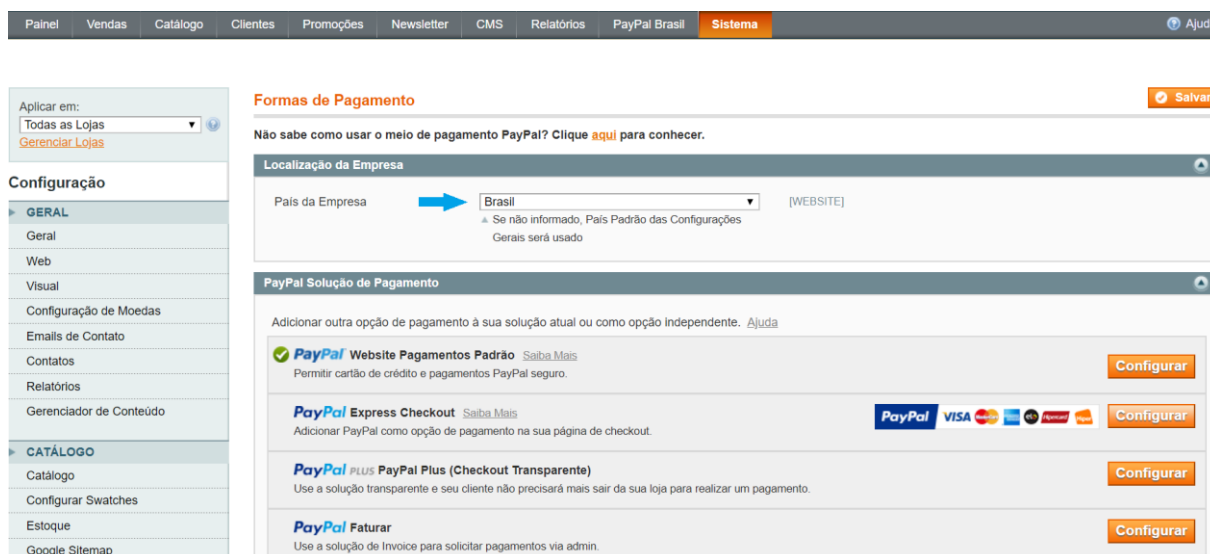 Painel Vendas Catálogo Clientes Promoções Newsletter CMS Relatórios PayPal Brasil Sistema Ajud
Aplicar em:
Todas as Lojas
Gerenciar Lojas
Configuração
GERAL
Geral
Web
Visual
Configuração de Moedas
Emails de Contato
Contatos
Relatórios
Gerenciador de Conteúdo
CATÁLOGO
Catálogo
Configurar Swatches
Estoque
Google Sitemap
Formas de Pagamento Salvar
Não sabe como usar o meio de pagamento PayPal? Clique aqui para conhecer.
Localização da Empresa
País da Empresa Brasil [WEBSITE]
Se não informado, País Padrão das Configurações
Gerais será usado
PayPal Solução de Pagamento
Adicionar outra opção de pagamento à sua solução atual ou como opção independente. Ajuda
PayPal Website Pagamentos Padrão Saiba Mais Configurar
Permitir cartão de crédito e pagamentos PayPal seguro.
PayPal Express Checkout Saiba Mais PayPal VISA elo Hipercard Configurar
Adicionar PayPal como opção de pagamento na sua página de checkout.
PayPal PLUS PayPal Plus (Checkout Transparente) Configurar
Use a solução transparente e seu cliente não precisará mais sair da sua loja para realizar um pagamento.
PayPal Faturar Configurar
Use a solução de Invoice para solicitar pagamentos via admin.